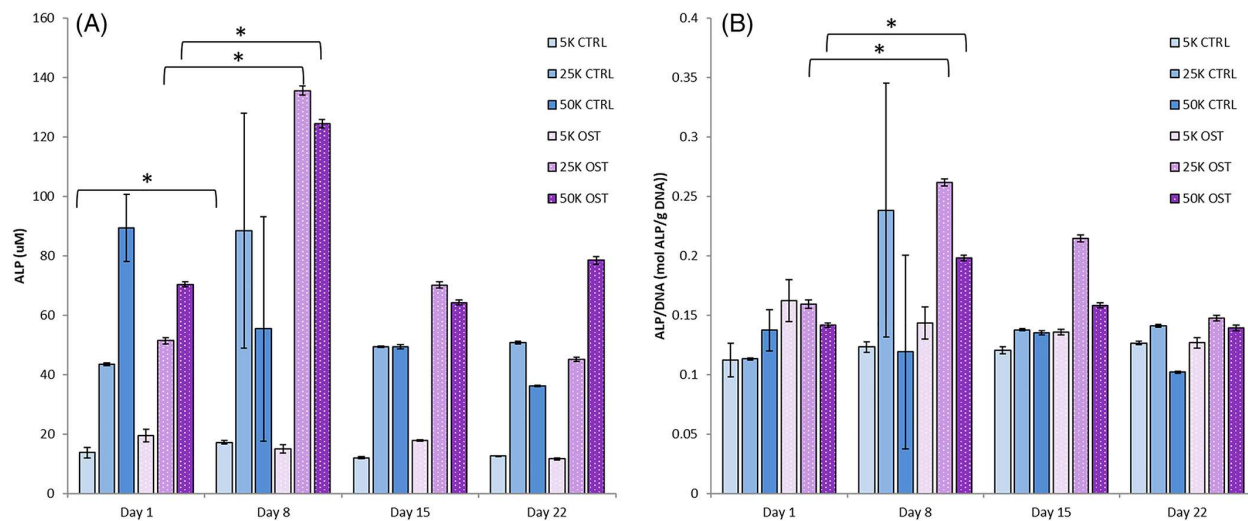 (A)
160
140
120
100
80
60
40
20
0
ALP (uM)
*
*
*
5K CTRL
25K CTRL
50K CTRL
5K OST
25K OST
50K OST
Day 1
Day 8
Day 15
Day 22
(B)
0.4
0.35
0.3
0.25
0.2
0.15
0.1
0.05
0
ALP/DNA (mol ALP/g DNA))
*
*
5K CTRL
25K CTRL
50K CTRL
5K OST
25K OST
50K OST
Day 1
Day 8
Day 15
Day 22